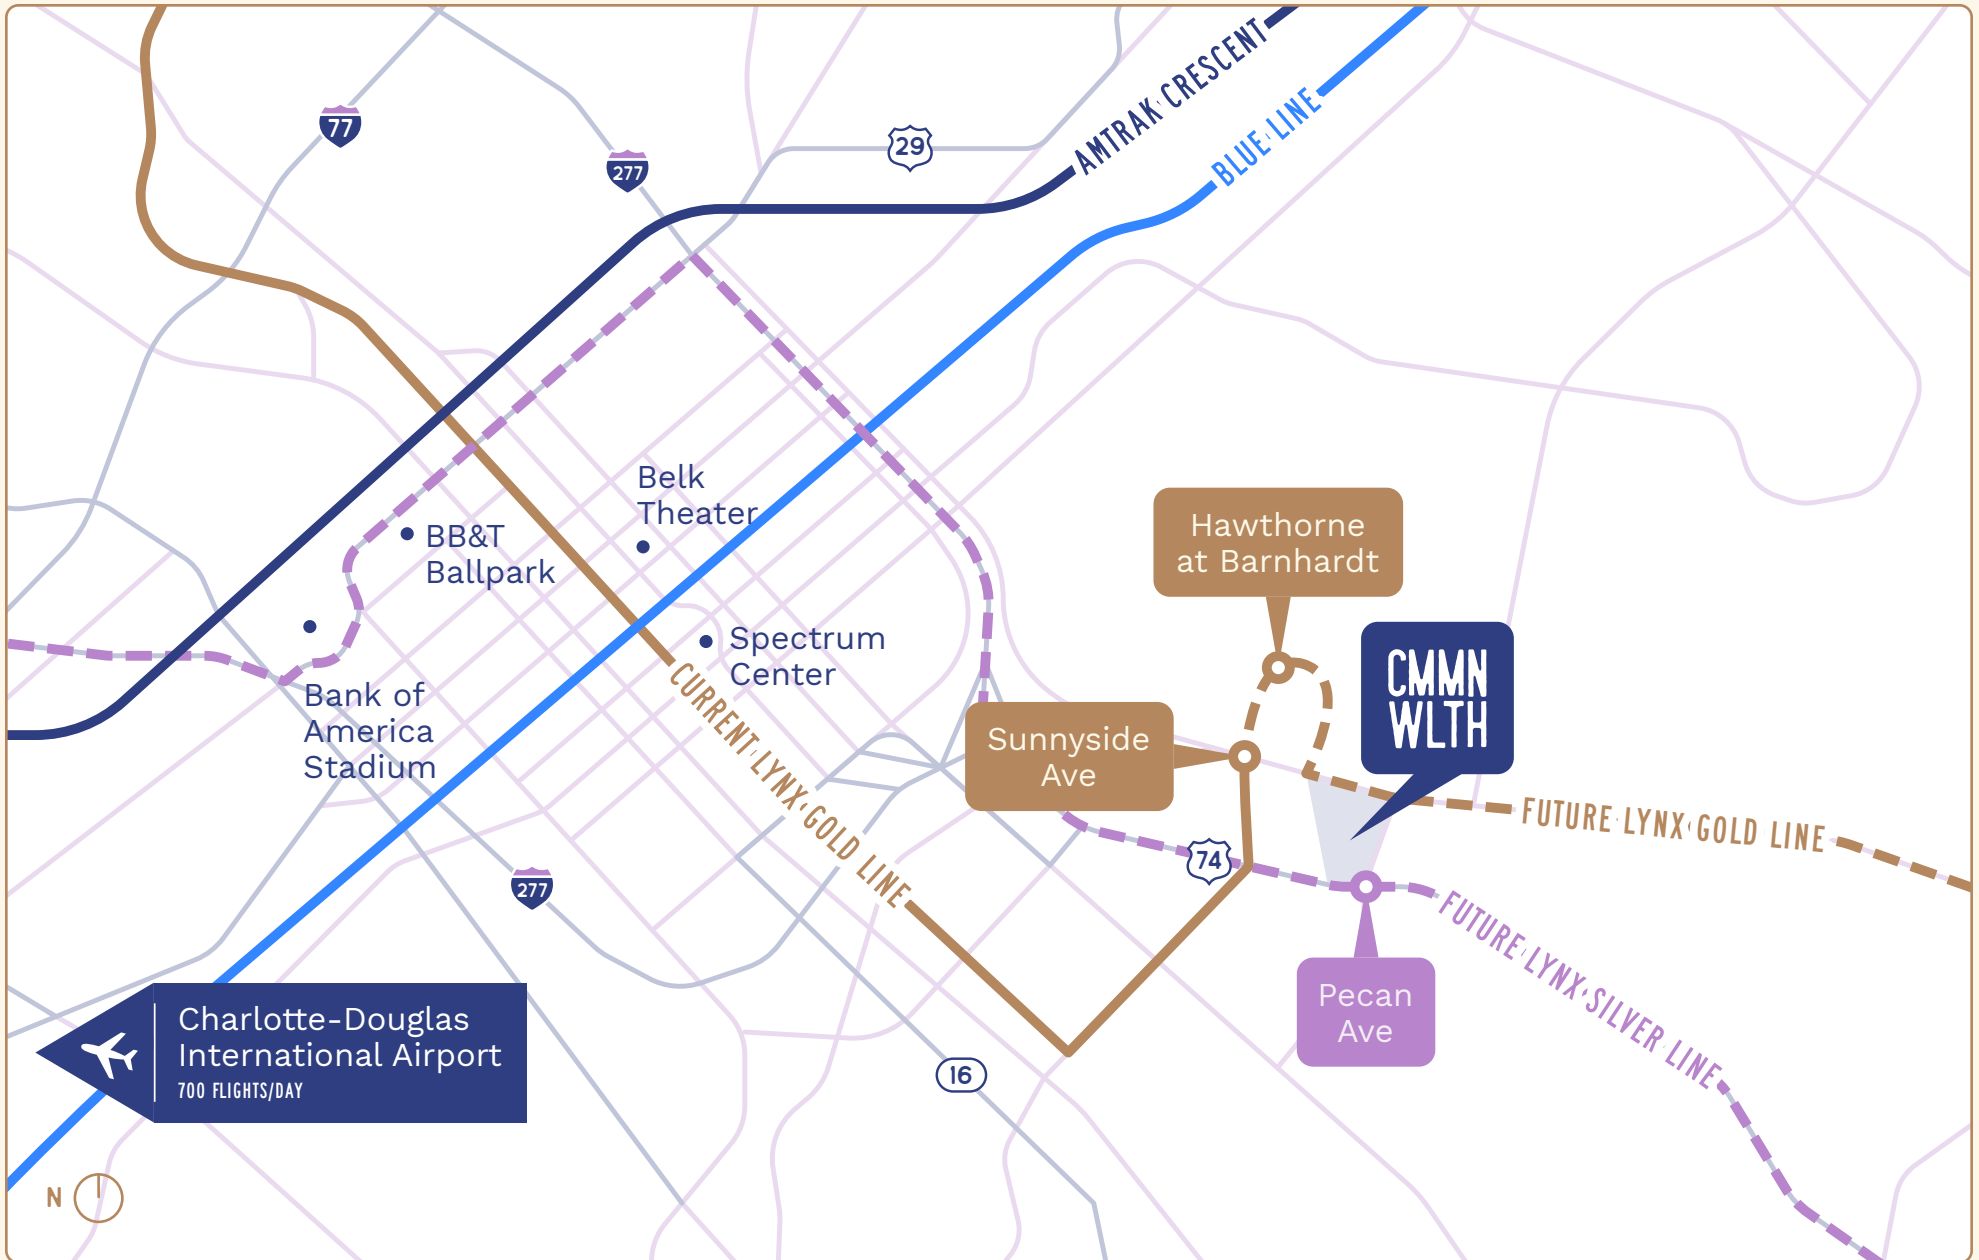 AMTRAK CRESCENT
BLUE LINE
77
277
29
Belk
Theater
BB&T
Ballpark
Hawthorne
at Barnhardt
Spectrum
Center
CMMN
WLTH
Bank of
America
Stadium
CURRENT LYNX GOLD LINE
Sunnyside
Ave
FUTURE LYNX GOLD LINE
74
277
FUTURE LYNX SILVER LINE
Pecan
Ave
Charlotte-Douglas
International Airport
700 FLIGHTS/DAY
16
N